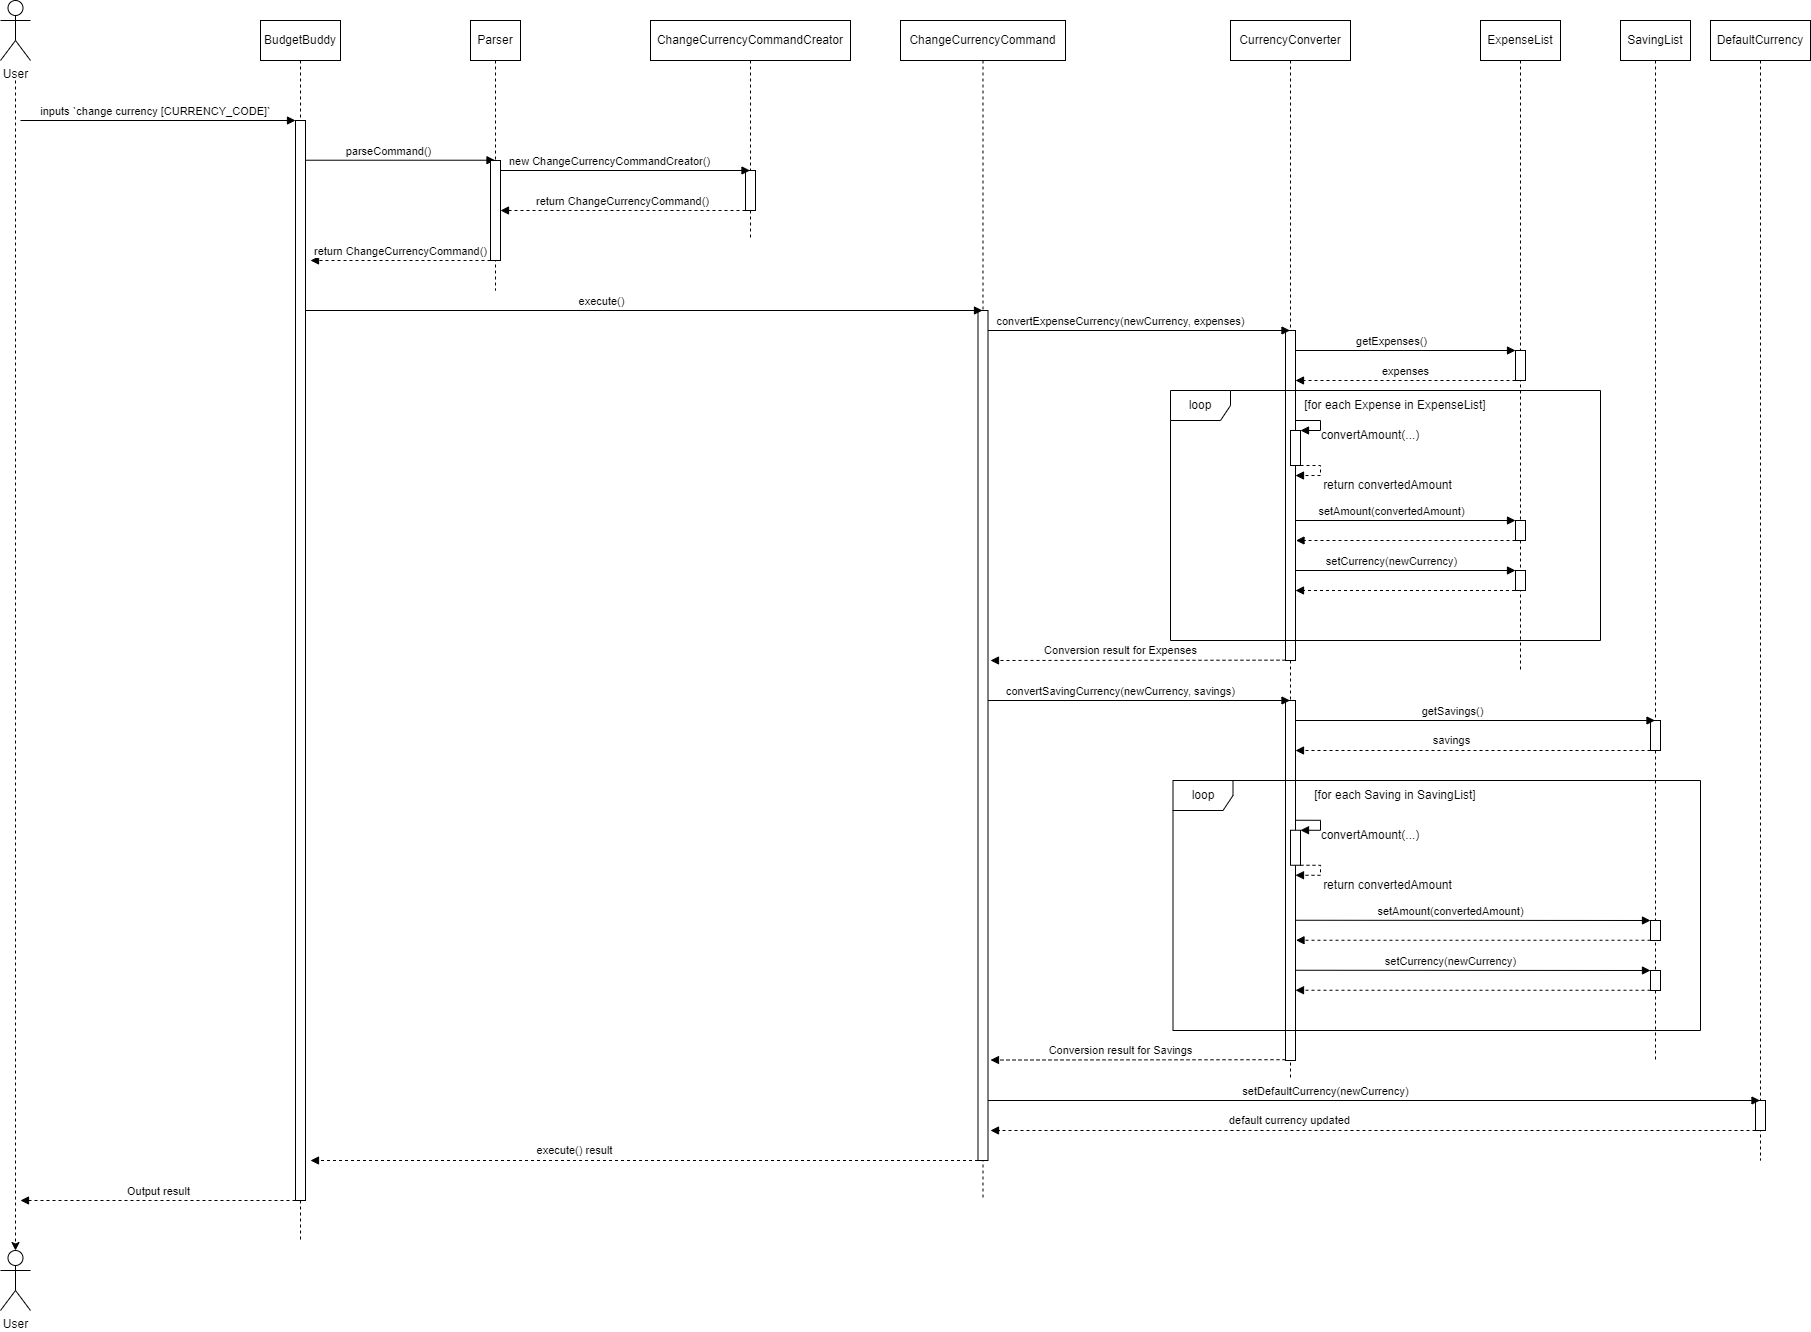 BudgetBuddy
Parser
ChangeCurrencyCommandCreator
ChangeCurrencyCommand
CurrencyConverter
ExpenseList
SavingList
DefaultCurrency
User
inputs `change currency [CURRENCY_CODE]`
parseCommand()
new ChangeCurrencyCommandCreator()
return ChangeCurrencyCommand()
return ChangeCurrencyCommand()
execute()
convertExpenseCurrency(newCurrency, expenses)
getExpenses()
expenses
loop
[for each Expense in ExpenseList]
convertAmount(...)
return convertedAmount
setAmount(convertedAmount)
setCurrency(newCurrency)
Conversion result for Expenses
convertSavingCurrency(newCurrency, savings)
getSavings()
savings
loop
[for each Saving in SavingList]
convertAmount(...)
return convertedAmount
setAmount(convertedAmount)
setCurrency(newCurrency)
Conversion result for Savings
setDefaultCurrency(newCurrency)
default currency updated
execute() result
Output result
User